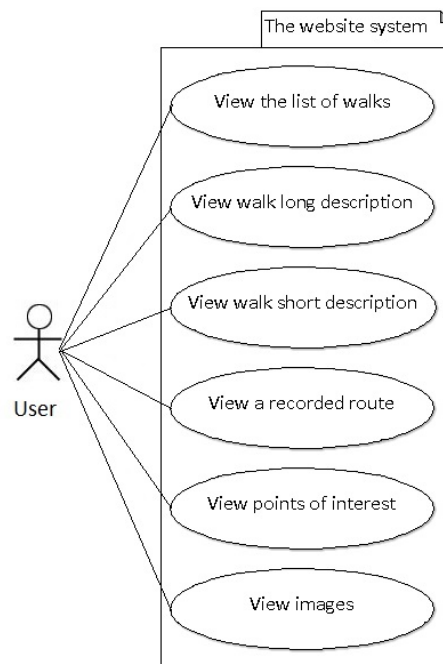 The website system
View the list of walks
View walk long description
View walk short description
View a recorded route
View points of interest
View images
User